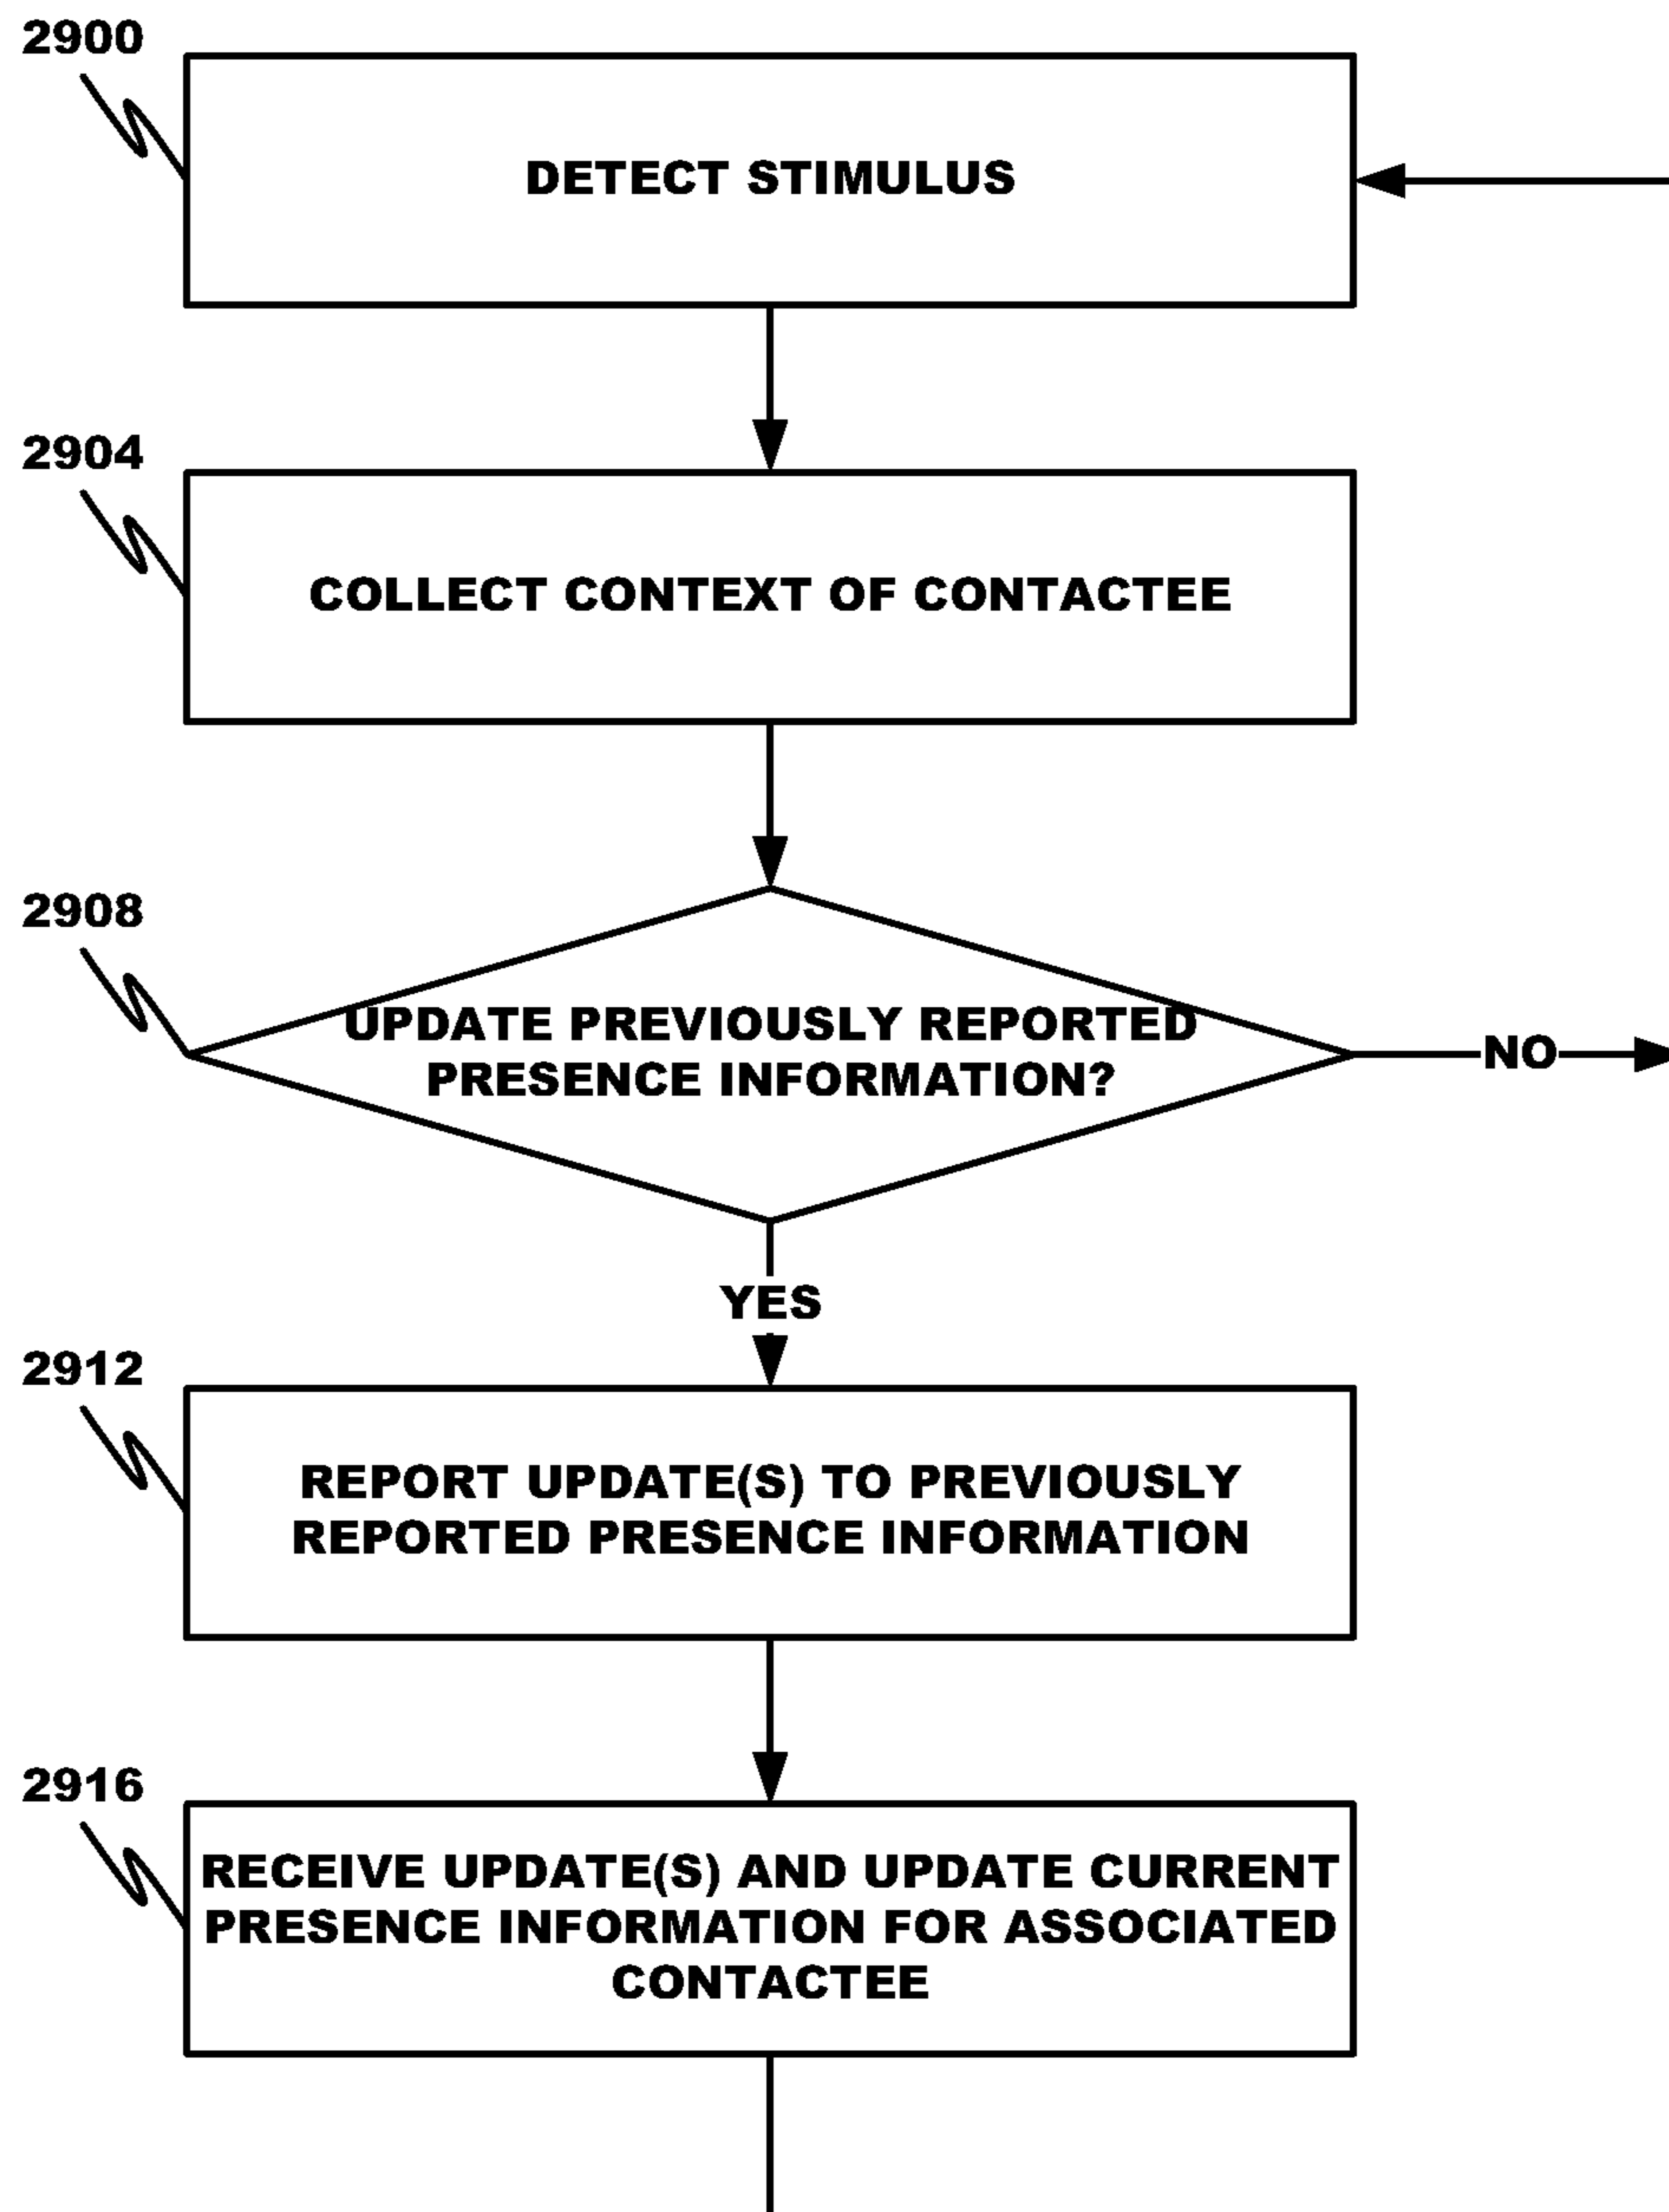 2900
DETECT STIMULUS
2904
COLLECT CONTEXT OF CONTACTEE
2908
UPDATE PREVIOUSLY REPORTED
PRESENCE INFORMATION?
NO
YES
2912
REPORT UPDATE(S) TO PREVIOUSLY
REPORTED PRESENCE INFORMATION
2916
RECEIVE UPDATE(S) AND UPDATE CURRENT
PRESENCE INFORMATION FOR ASSOCIATED
CONTACTEE